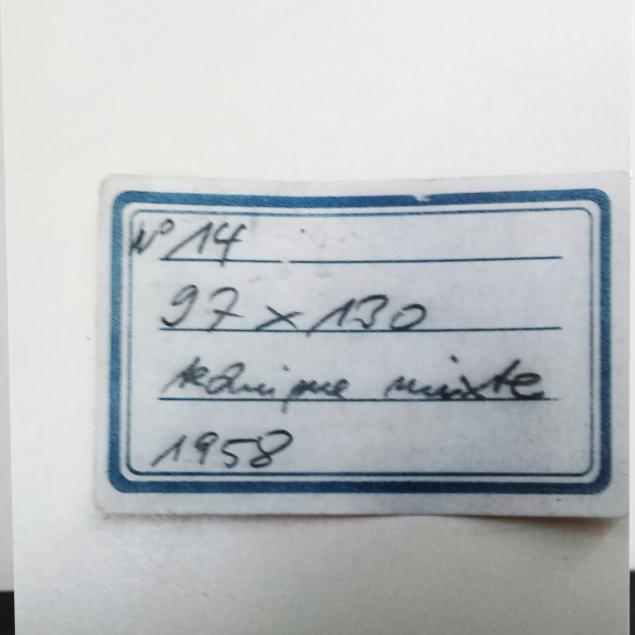 N° 14
97 x 130
technique mixte
1958